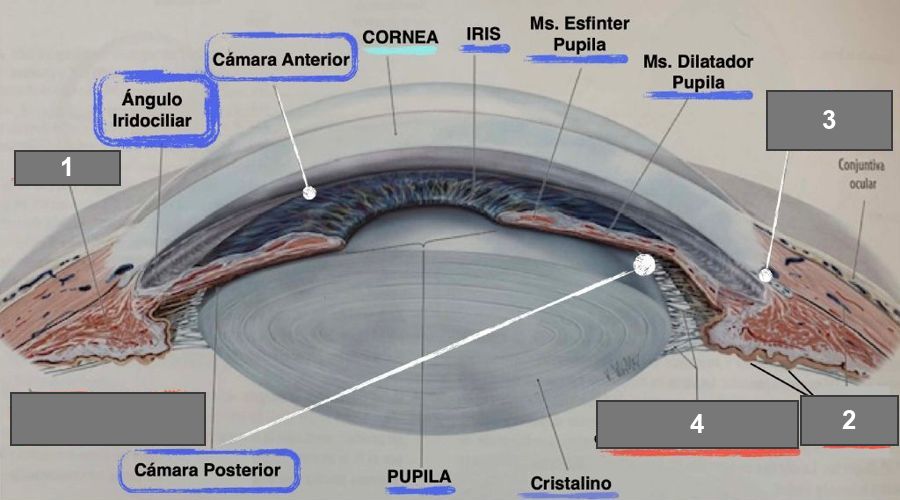 Ms. Esfinter
Pupila
CORNEA
IRIS
Cámara Anterior
Ms. Dilatador
Pupila
Ángulo
Iridociliar
3
1
Conjuntiva
ocular
4
2
Cámara Posterior
PUPILA
Cristalino